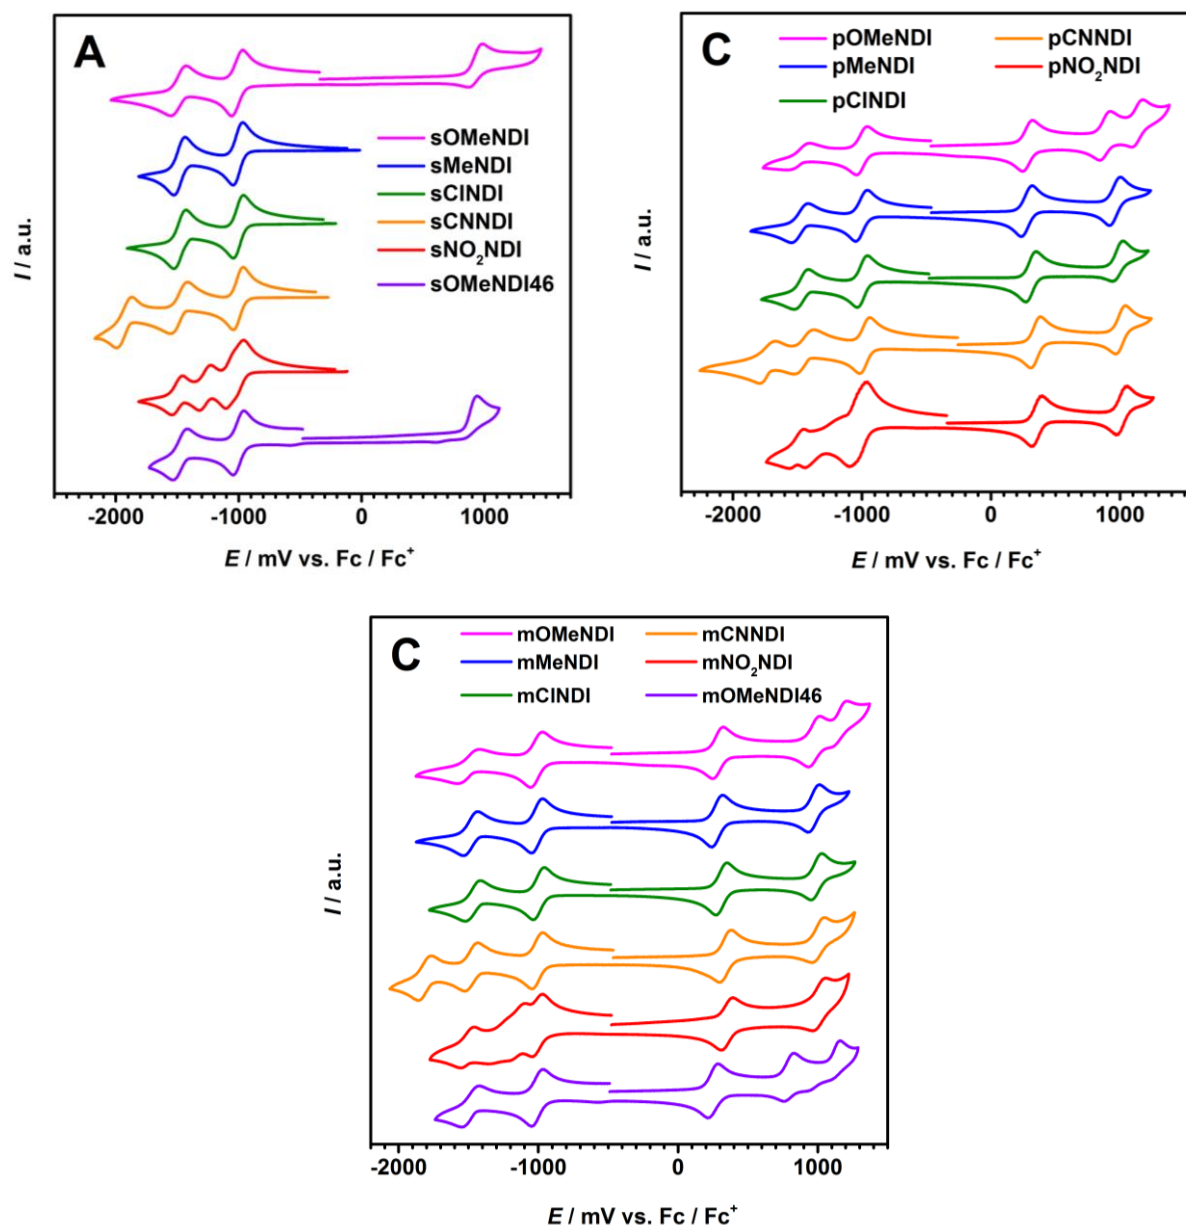 A
I / a.u.
sOMeNDI
sMeNDI
sClNDI
sCNNDI
sNO₂NDI
sOMeNDI46
-2000 -1000 0 1000
E / mV vs. Fc / Fc⁺
C
I / a.u.
pOMeNDI pCNNDI
pMeNDI pNO₂NDI
pClNDI
-2000 -1000 0 1000
E / mV vs. Fc / Fc⁺
C
I / a.u.
mOMeNDI mCNNDI
mMeNDI mNO₂NDI
mClNDI mOMeNDI46
-2000 -1000 0 1000
E / mV vs. Fc / Fc⁺